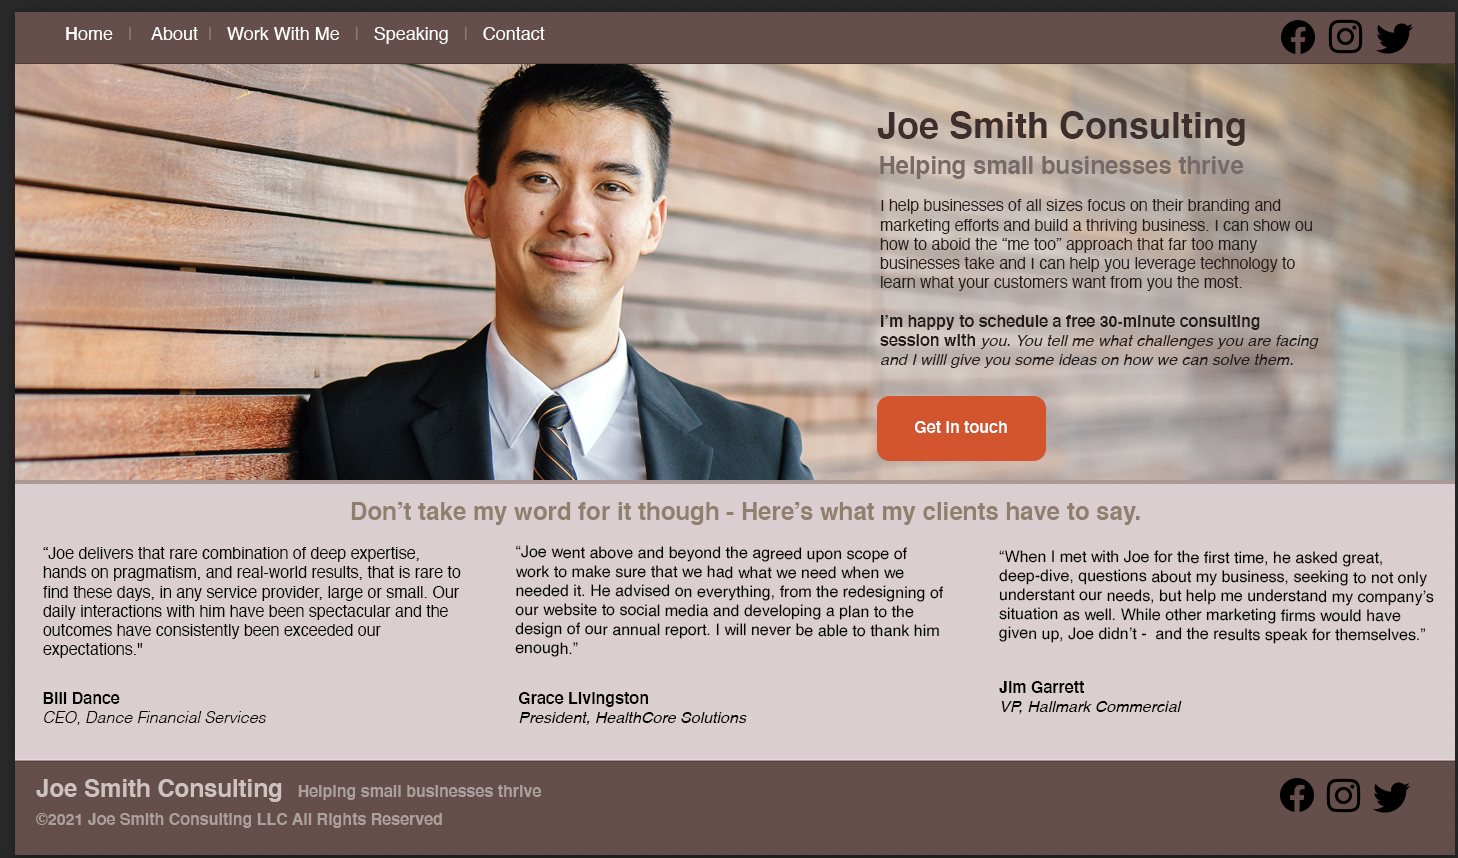 Home | About | Work With Me | Speaking | Contact
Joe Smith Consulting
Helping small businesses thrive
I help businesses of all sizes focus on their branding and
marketing efforts and build a thriving business. I can show ou
how to aboid the “me too” approach that far too many
businesses take and I can help you leverage technology to
learn what your customers want from you the most.
I’m happy to schedule a free 30-minute consulting
session with you. You tell me what challenges you are facing
and I willl give you some ideas on how we can solve them.
Get in touch
Don’t take my word for it though - Here’s what my clients have to say.
“Joe delivers that rare combination of deep expertise,
hands on pragmatism, and real-world results, that is rare to
find these days, in any service provider, large or small. Our
daily interactions with him have been spectacular and the
outcomes have consistently been exceeded our
expectations."
Bill Dance
CEO, Dance Financial Services
“Joe went above and beyond the agreed upon scope of
work to make sure that we had what we need when we
needed it. He advised on everything, from the redesigning of
our website to social media and developing a plan to the
design of our annual report. I will never be able to thank him
enough.”
Grace Livingston
President, HealthCore Solutions
“When I met with Joe for the first time, he asked great,
deep-dive, questions about my business, seeking to not only
understant our needs, but help me understand my company’s
situation as well. While other marketing firms would have
given up, Joe didn’t -  and the results speak for themselves.”
Jim Garrett
VP, Hallmark Commercial
Joe Smith Consulting Helping small businesses thrive
©2021 Joe Smith Consulting LLC All Rights Reserved